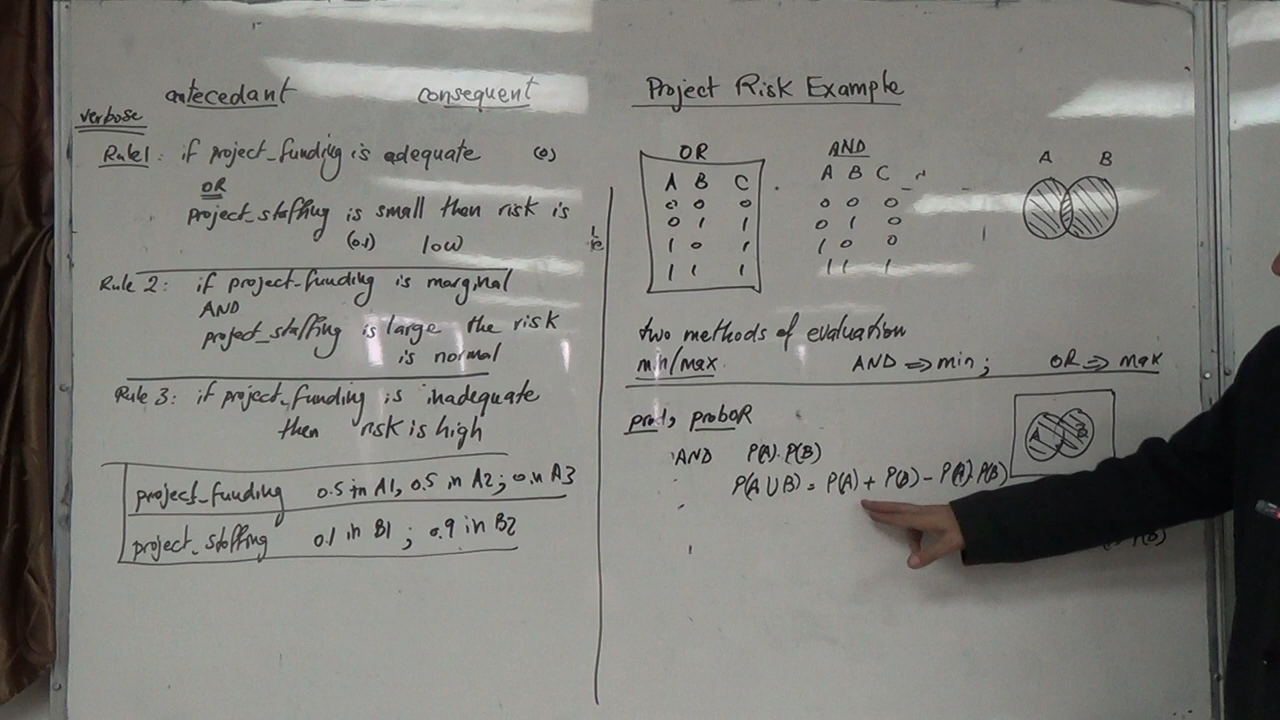 antecedant consequent
verbose
Rule1: if project_funding is adequate (0)
OR
project_staffing is small then risk is
(0.1) low
Rule 2: if project_funding is marginal
AND
project_staffing is large the risk
is normal
Rule 3: if project_funding is inadequate
then risk is high
project_funding 0.5 in A1, 0.5 in A2; in A3
project_staffing 0.1 in B1 ; 0.9 in B2
Project Risk Example
OR
A B C
0 0 0
0 1 1
1 0 1
1 1 1
AND
A B C
0 0 0
0 1 0
1 0 0
1 1 1
A B
two methods of evaluation
min/max AND => min; OR => max
prod, probOR
AND P(A).P(B)
P(A∪B) = P(A) + P(B) - P(A).P(B)
A B